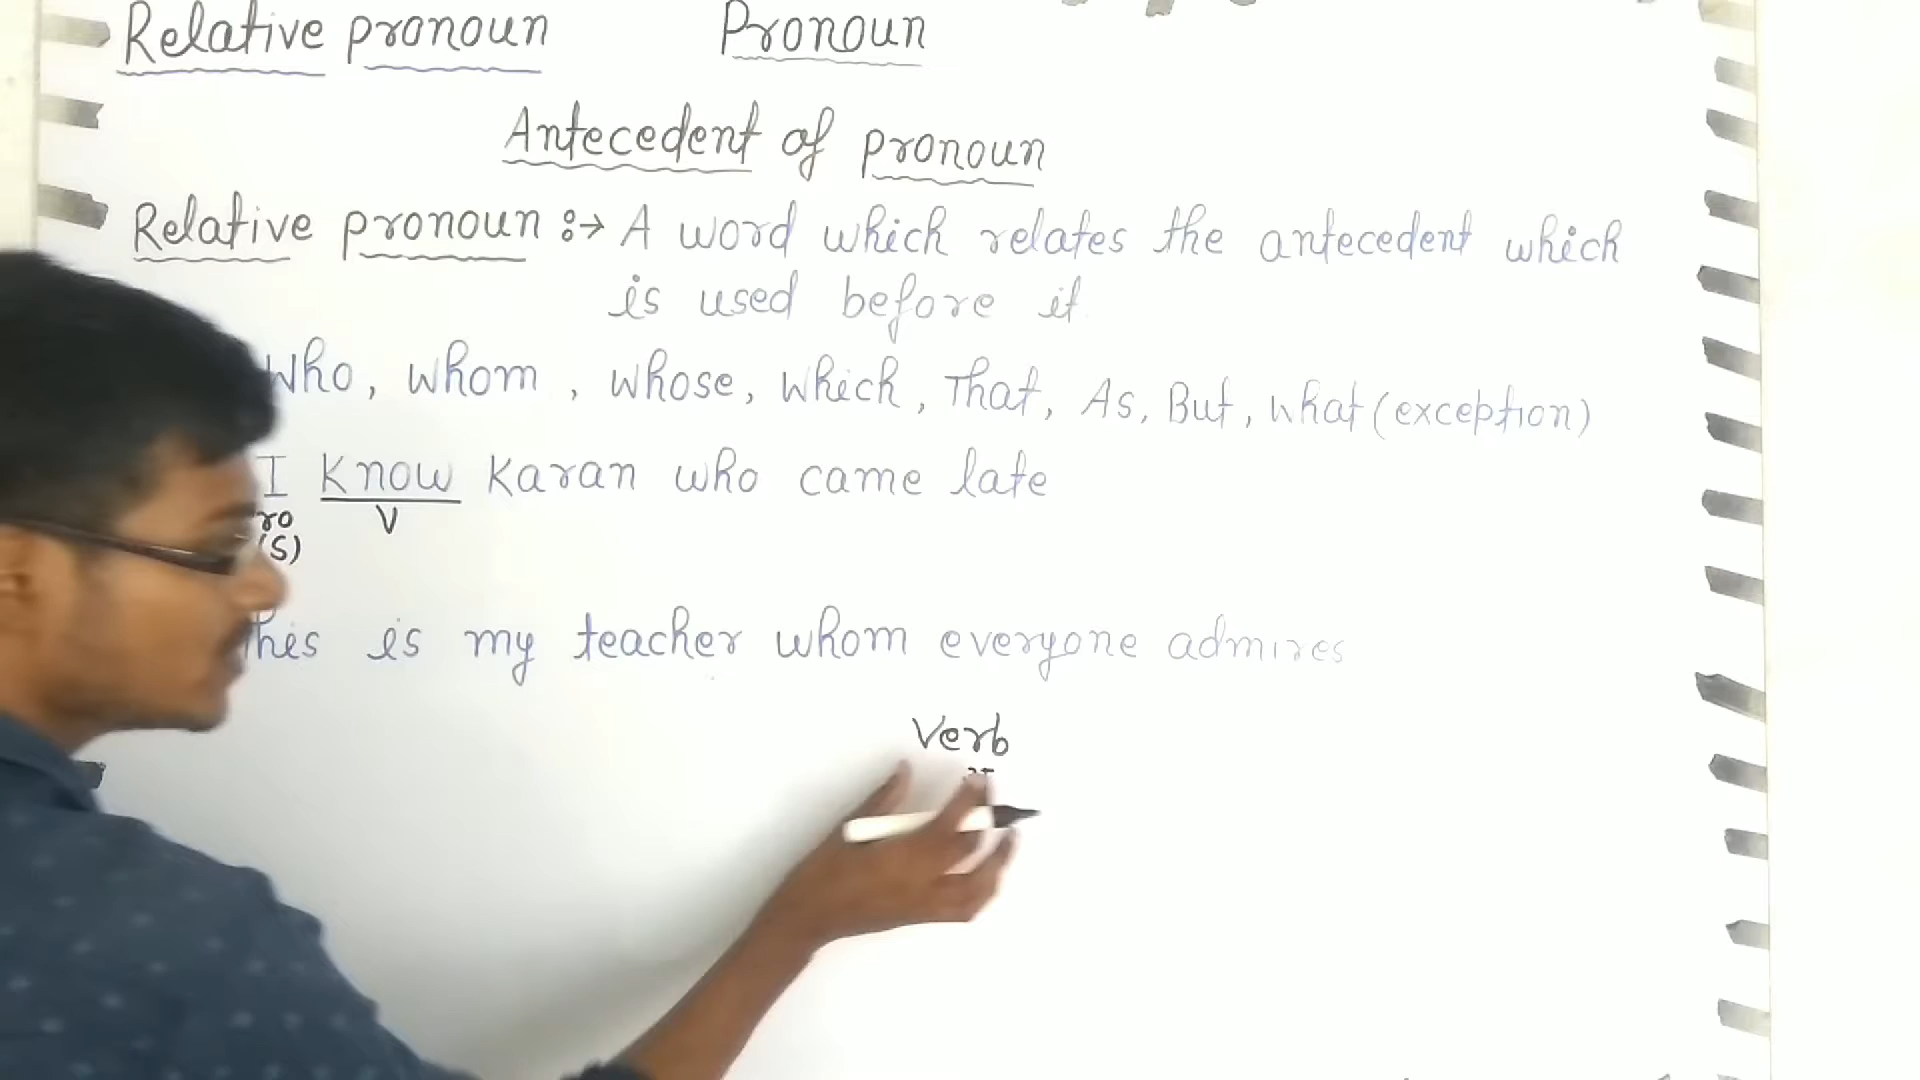 Relative pronoun Pronoun
Antecedent of pronoun
Relative pronoun :→ A word which relates the antecedent which
is used before it
Who, whom, whose, which, That, As, But, what (exception)
I know Karan who came late
ro V
(S)
his is my teacher whom everyone admires
Verb